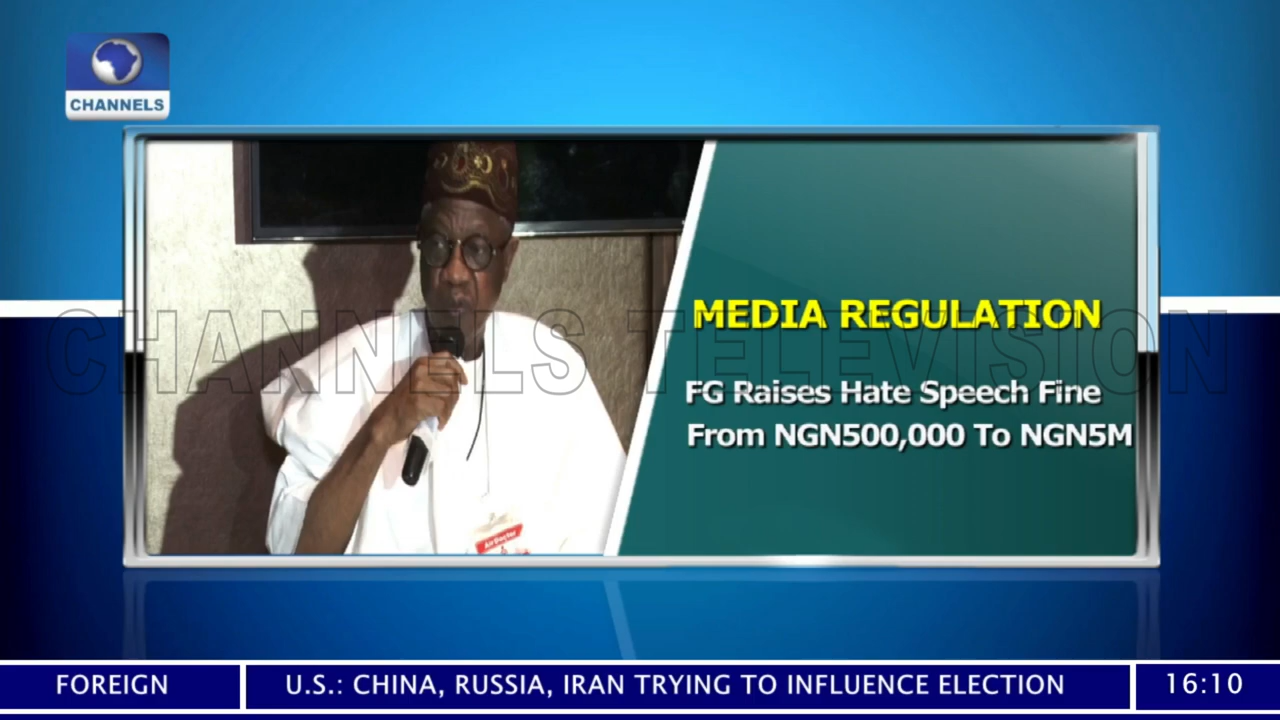 CHANNELS
CHANNELS TELEVISION
MEDIA REGULATION
FG Raises Hate Speech Fine
From NGN500,000 To NGN5M
AirDoctor
FOREIGN
U.S.: CHINA, RUSSIA, IRAN TRYING TO INFLUENCE ELECTION
16:10